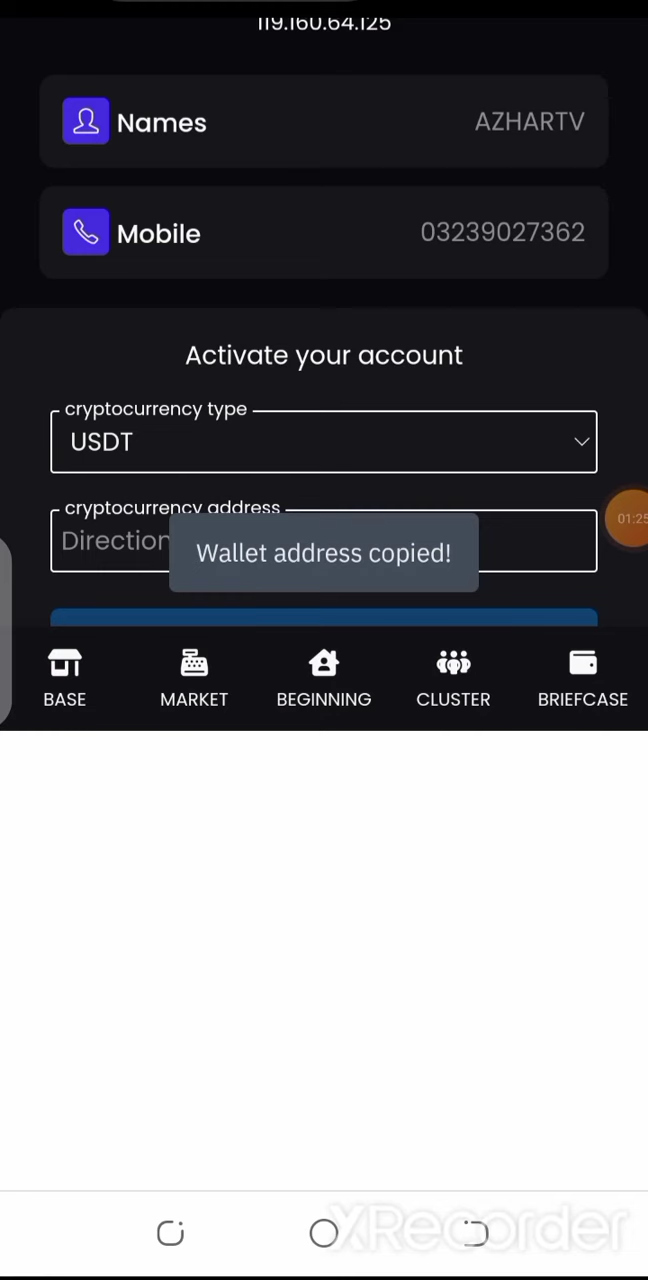 119.160.64.125
Names
AZHARTV
Mobile
03239027362
Activate your account
cryptocurrency type
USDT
cryptocurrency address
Direction
Wallet address copied!
01:25
BASE
MARKET
BEGINNING
CLUSTER
BRIEFCASE
XRecorder